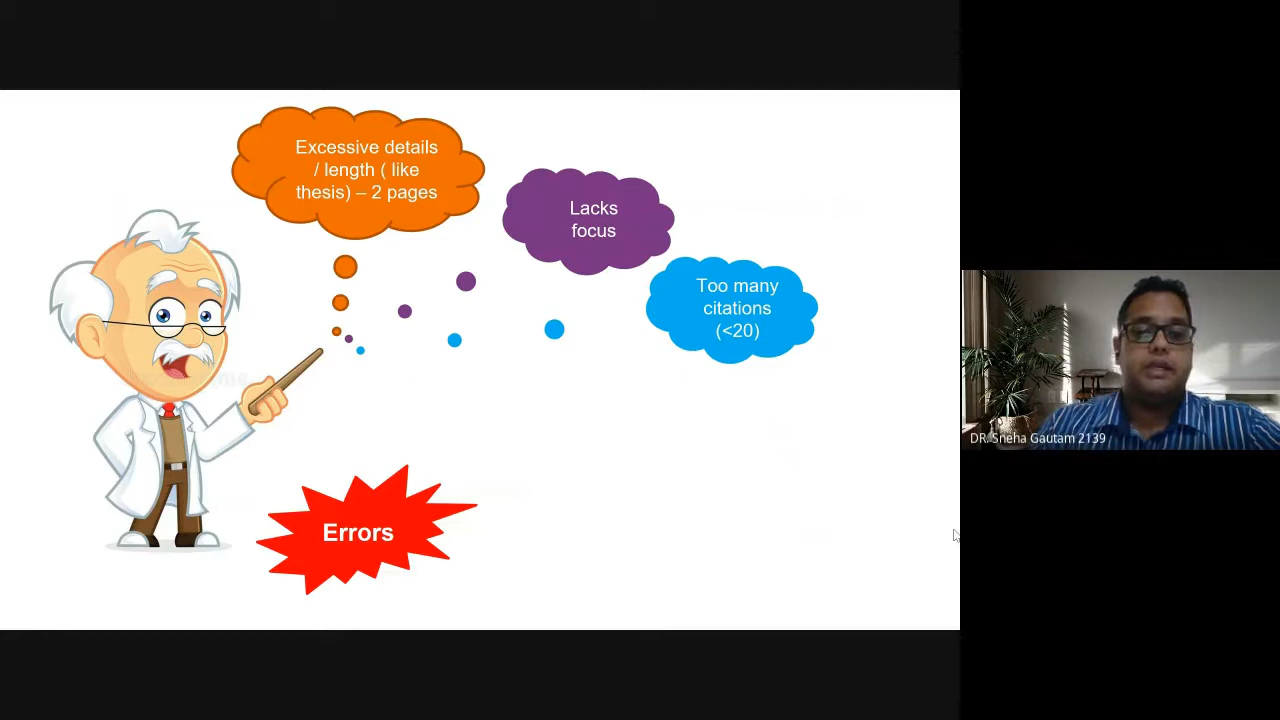 Excessive details
/ length ( like
thesis) – 2 pages
Lacks
focus
Too many
citations
(<20)
Errors
DR. Sneha Gautam 2139